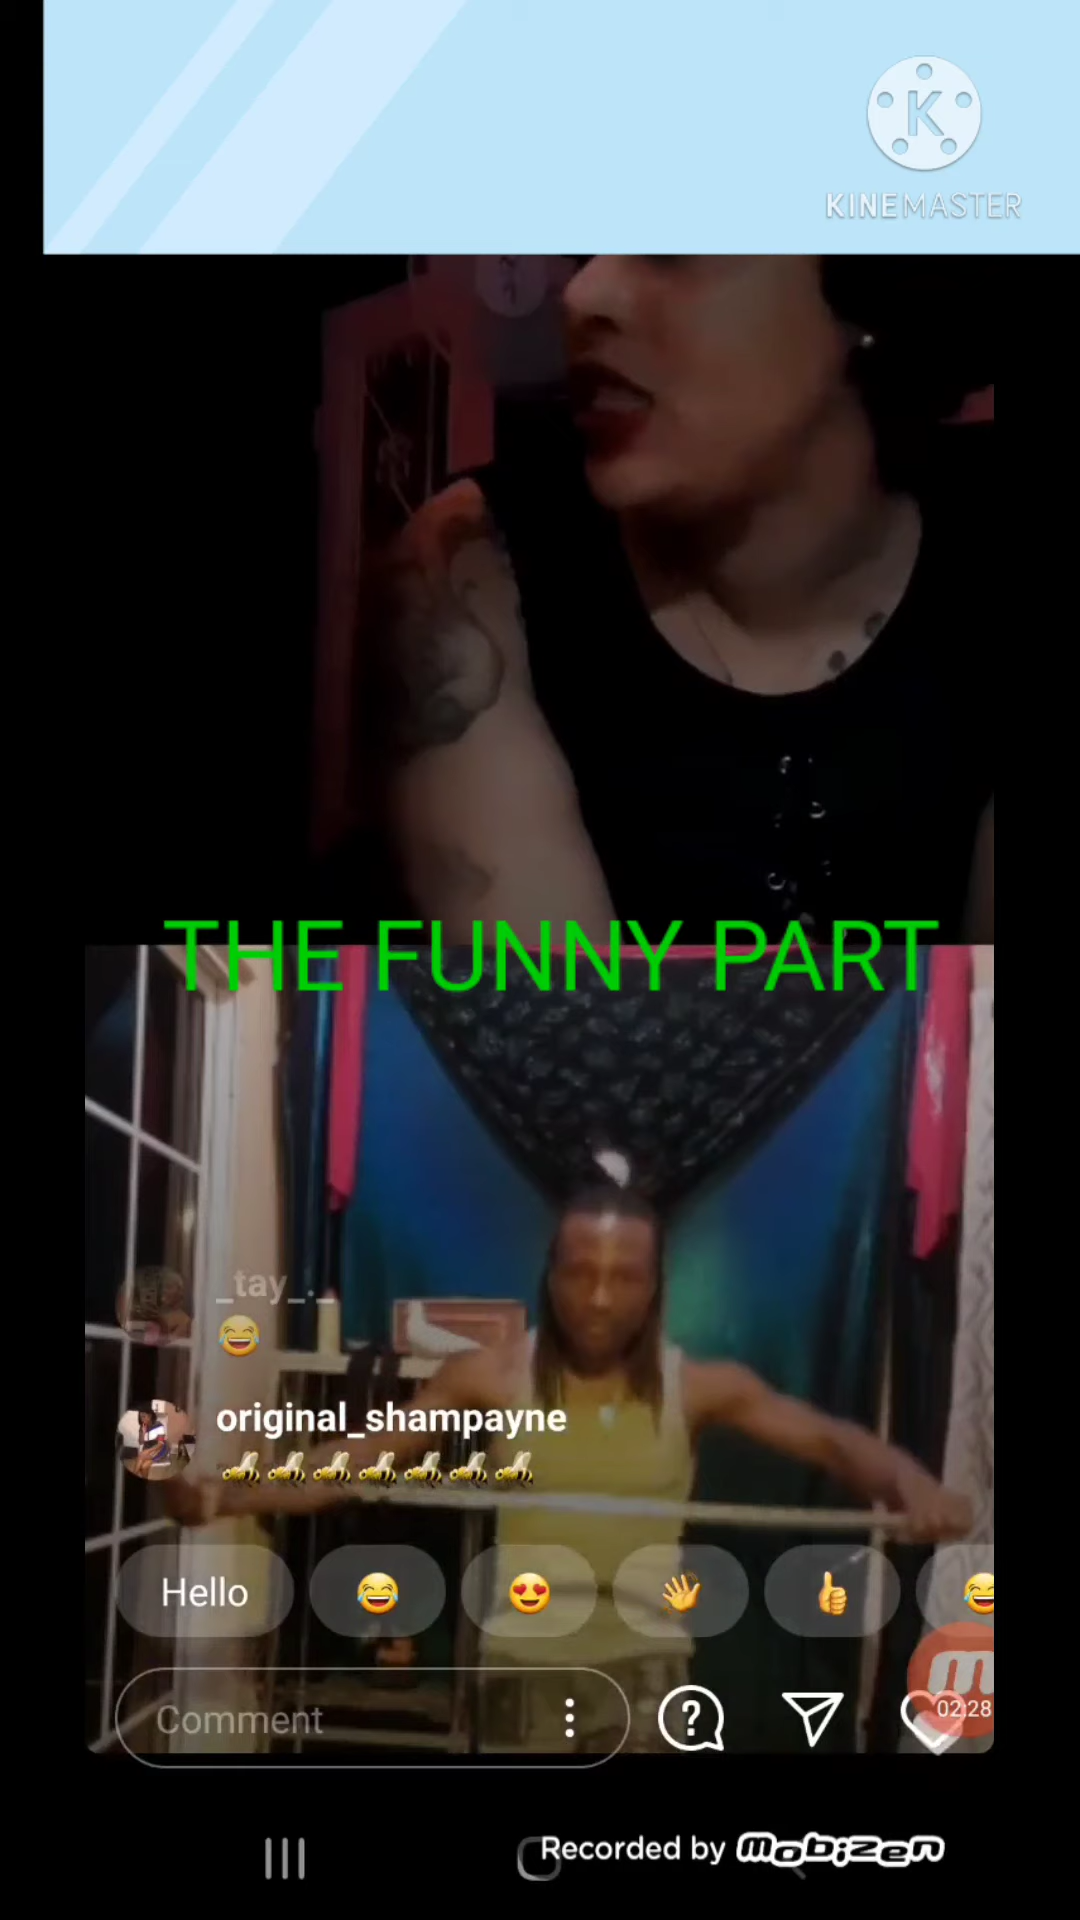 K
KINEMASTER
THE FUNNY PART
_tay_._
😂
original_shampayne
🐝🐝🐝🐝🐝🐝🐝
Hello 😂 😍 👋 👍 😂
Comment
?
m
02:28
Recorded by mobizen